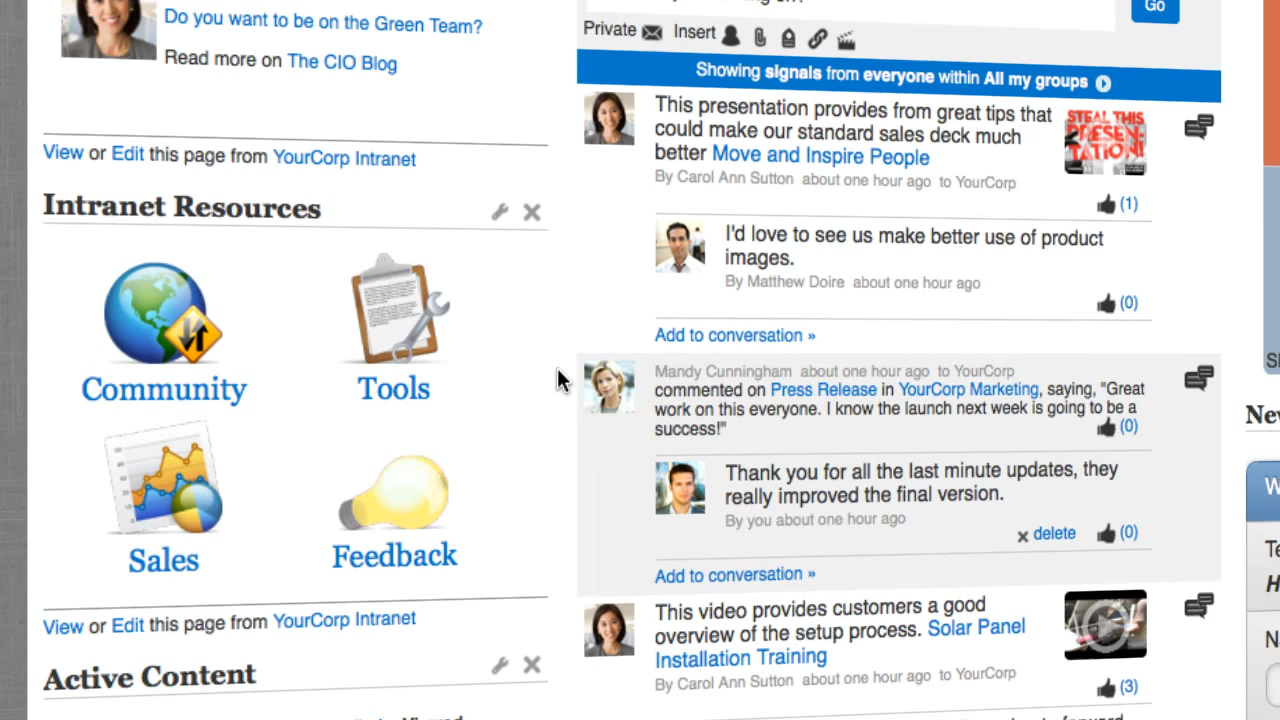 Do you want to be on the Green Team?
Read more on The CIO Blog
View or Edit this page from YourCorp Intranet
Intranet Resources
Community
Tools
Sales
Feedback
View or Edit this page from YourCorp Intranet
Active Content
Go
Private Insert
Showing signals from everyone within All my groups
This presentation provides from great tips that
could make our standard sales deck much
better Move and Inspire People
By Carol Ann Sutton about one hour ago to YourCorp
STEAL THIS
PRESEN-
TATION!
(1)
I'd love to see us make better use of product
images.
By Matthew Doire about one hour ago
(0)
Add to conversation »
Mandy Cunningham about one hour ago to YourCorp
commented on Press Release in YourCorp Marketing, saying, "Great
work on this everyone. I know the launch next week is going to be a
success!"
(0)
Thank you for all the last minute updates, they
really improved the final version.
By you about one hour ago
delete (0)
Add to conversation »
This video provides customers a good
overview of the setup process. Solar Panel
Installation Training
By Carol Ann Sutton about one hour ago to YourCorp
(3)